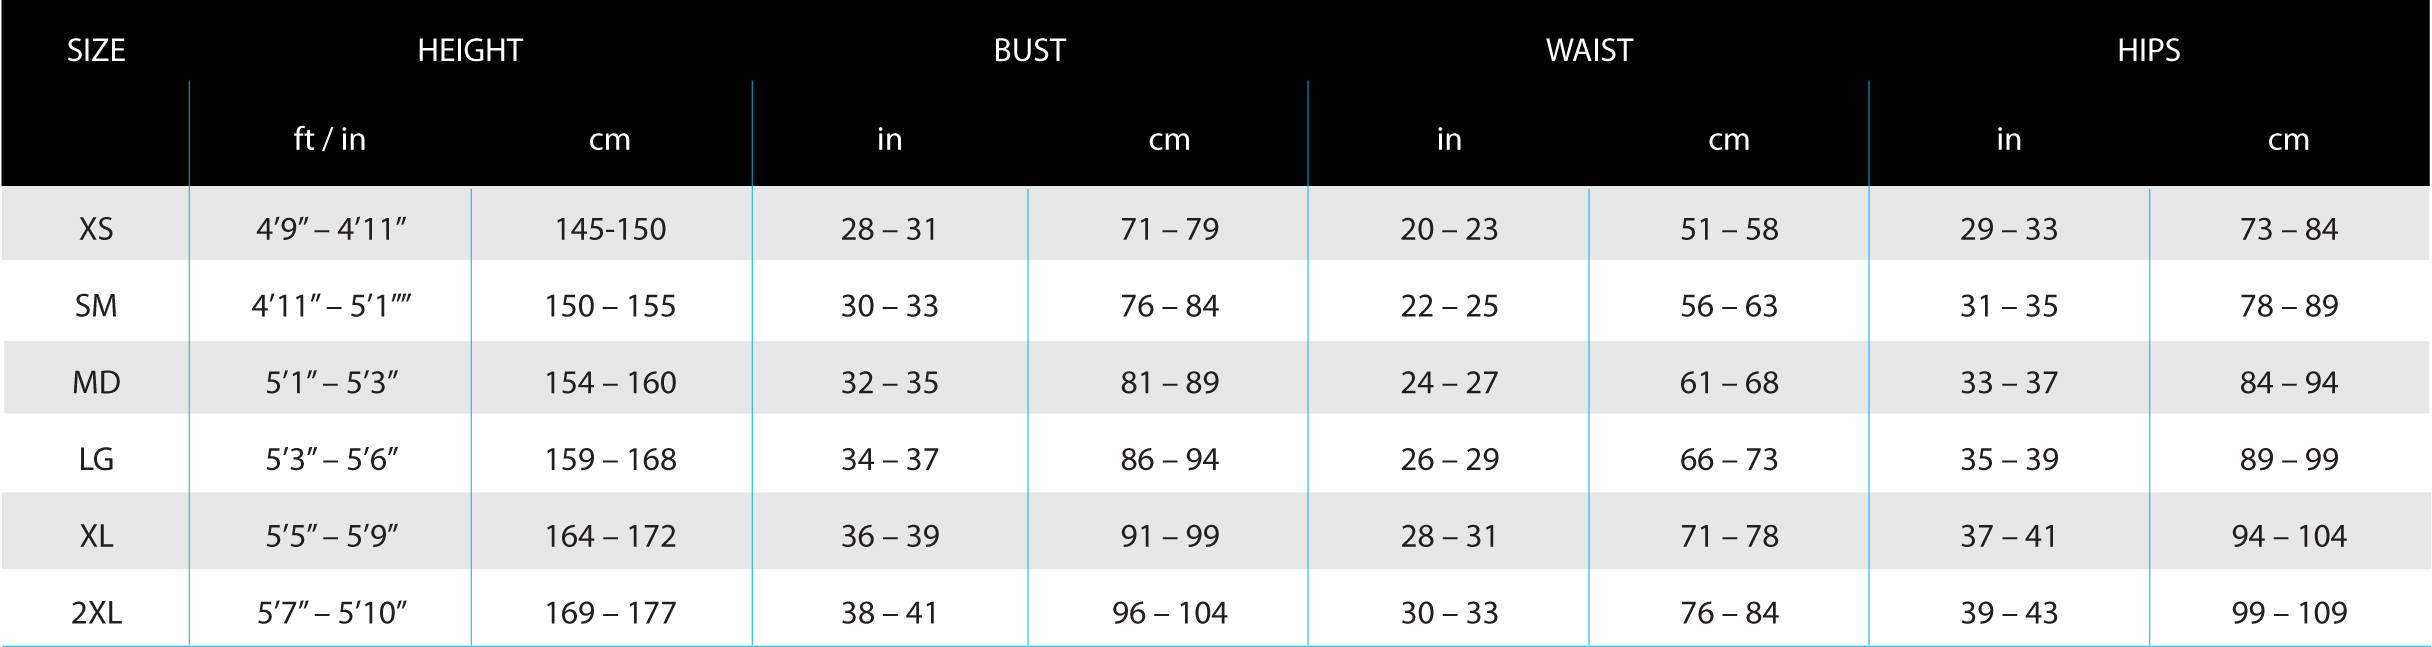 SIZE HEIGHT BUST WAIST HIPS
ft / in cm in cm in cm in cm
XS 4’9” – 4’11” 145-150 28 – 31 71 – 79 20 – 23 51 – 58 29 – 33 73 – 84
SM 4’11” – 5’1”” 150 – 155 30 – 33 76 – 84 22 – 25 56 – 63 31 – 35 78 – 89
MD 5’1” – 5’3” 154 – 160 32 – 35 81 – 89 24 – 27 61 – 68 33 – 37 84 – 94
LG 5’3” – 5’6” 159 – 168 34 – 37 86 – 94 26 – 29 66 – 73 35 – 39 89 – 99
XL 5’5” – 5’9” 164 – 172 36 – 39 91 – 99 28 – 31 71 – 78 37 – 41 94 – 104
2XL 5’7” – 5’10” 169 – 177 38 – 41 96 – 104 30 – 33 76 – 84 39 – 43 99 – 109